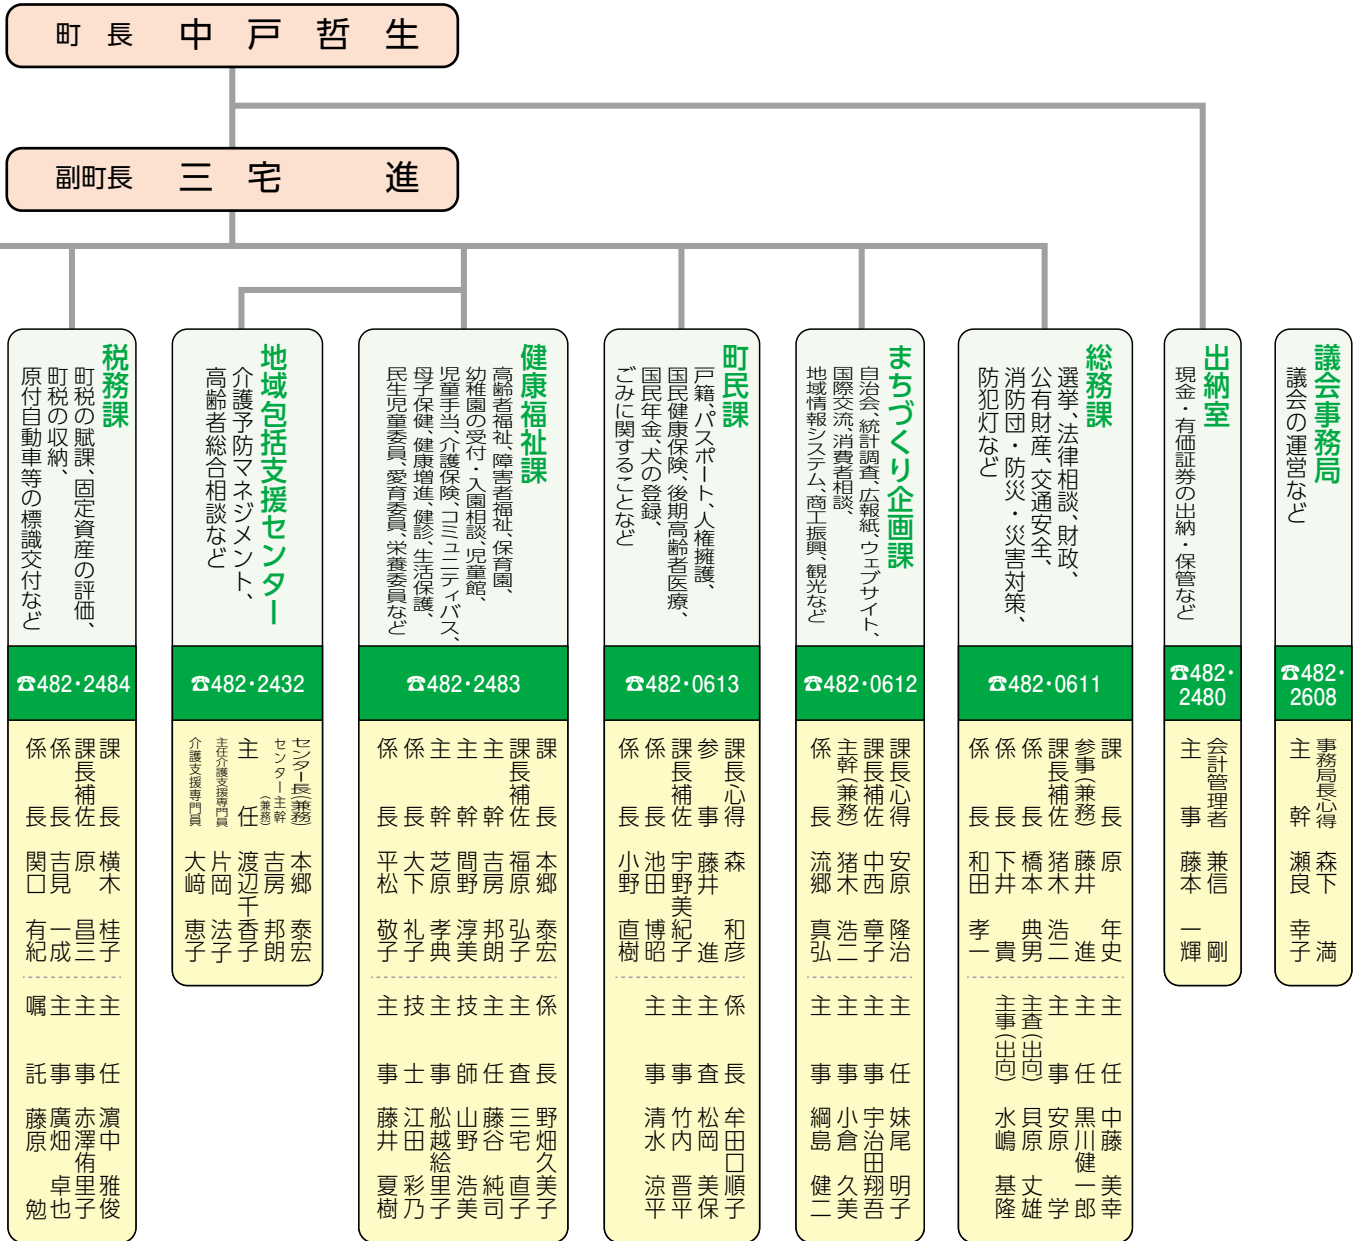 町長 中戸哲生
副町長 三宅 進
議会事務局
議会の運営など
☎482・
2608
事務局長心得 森下 満
主幹 瀬良 幸子
出納室
現金・有価証券の出納・保管など
☎482・
2480
会計管理者 兼信 剛
主事 藤本 一輝
総務課
選挙、法律相談、財政、
公有財産、交通安全、
消防団・防災・災害対策、
防犯灯など
☎482・0611
課長 原 年史
参事(兼務) 藤井 進
課長補佐 猪木 浩二
係長 橋本 典男
係長 下井 貴
係長 和田 孝一
主任 中藤 美幸
主任 黒川健一郎
主事 安原 学
主査(出向) 貝原 丈雄
主事(出向) 水嶋 基隆
まちづくり企画課
自治会、統計調査、広報紙、ウェブサイト、
国際交流、消費者相談、
地域情報システム、商工振興、観光など
☎482・0612
課長心得 安原 隆治
課長補佐 中西 章子
主幹(兼務) 猪木 浩二
係長 流郷 真弘
主任 妹尾 明子
主事 宇治田翔吾
主事 小倉 久美
主事 綱島 健二
町民課
戸籍、パスポート、人権擁護、
国民健康保険、後期高齢者医療、
国民年金、犬の登録、
ごみに関することなど
☎482・0613
課長心得 森 和彦
参事 藤井 進
課長補佐 宇野美紀子
係長 池田 博昭
係長 小野 直樹
係長 牟田口順子
主査 松岡 美保
主事 竹内 晋平
主事 清水 涼平
健康福祉課
高齢者福祉、障害者福祉、保育園、
幼稚園の受付・入園相談、児童館、
児童手当、介護保険、コミュニティバス、
母子保健、健康増進、健診、生活保護、
民生児童委員、愛育委員、栄養委員など
☎482・2483
課長 本郷 泰宏
課長補佐 福原 弘子
主幹 吉房 邦朗
主幹 間野 淳美
主幹 芝原 孝典
係長 大下 礼子
係長 平松 敬子
係長 野畑久美子
主査 三宅 直子
主任 藤谷 純司
技師 山野 浩美
主事 舩越絵里子
技士 江田 彩乃
主事 藤井 夏樹
地域包括支援センター
介護予防マネジメント、
高齢者総合相談など
☎482・2432
センター長(兼務) 本郷 泰宏
センター主幹(兼務) 吉房 邦朗
主任 渡辺千香子
主任介護支援専門員 片岡 法子
介護支援専門員 大﨑 恵子
税務課
町税の賦課、固定資産の評価、
町税の収納、
原付自動車等の標識交付など
☎482・2484
課長 横木 桂子
課長補佐 原 昌三
係長 吉見 一成
係長 関口 有紀
主任 濵中 雅俊
主事 赤澤侑里子
主事 廣畑 卓也
嘱託 藤原 勉